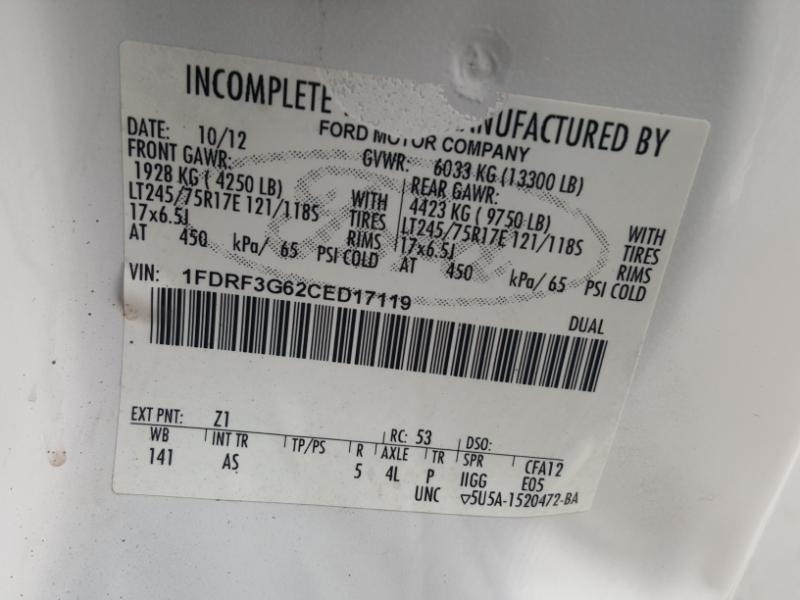 INCOMPLETE MANUFACTURED BY
FORD MOTOR COMPANY
DATE: 10/12 GVWR: 6033 KG (13300 LB)
FRONT GAWR: REAR GAWR:
1928 KG ( 4250 LB) WITH 4423 KG ( 9750 LB) WITH
LT245/75R17E 121/118S TIRES LT245/75R17E 121/118S TIRES
17x6.5J RIMS 17x6.5J RIMS
AT 450 kPa/ 65 PSI COLD AT 450 kPa/ 65 PSI COLD
VIN: 1FDRF3G62CED17119
DUAL
EXT PNT: Z1 RC: 53 DSO:
WB INT TR TP/PS R AXLE TR SPR CFA12
141 AS 5 4L P IIGG E05
UNC ▽5U5A-1520472-BA